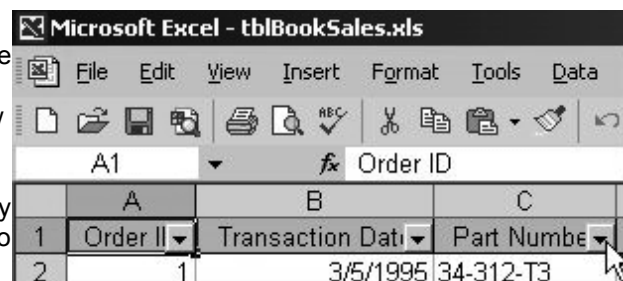 Microsoft Excel - tblBookSales.xls
e
File Edit View Insert Format Tools Data
y
ABC
A1 fx Order ID
y
A B C
o
1 Order I Transaction Dat Part Numbe
2 1 3/5/1995 34-312-T3